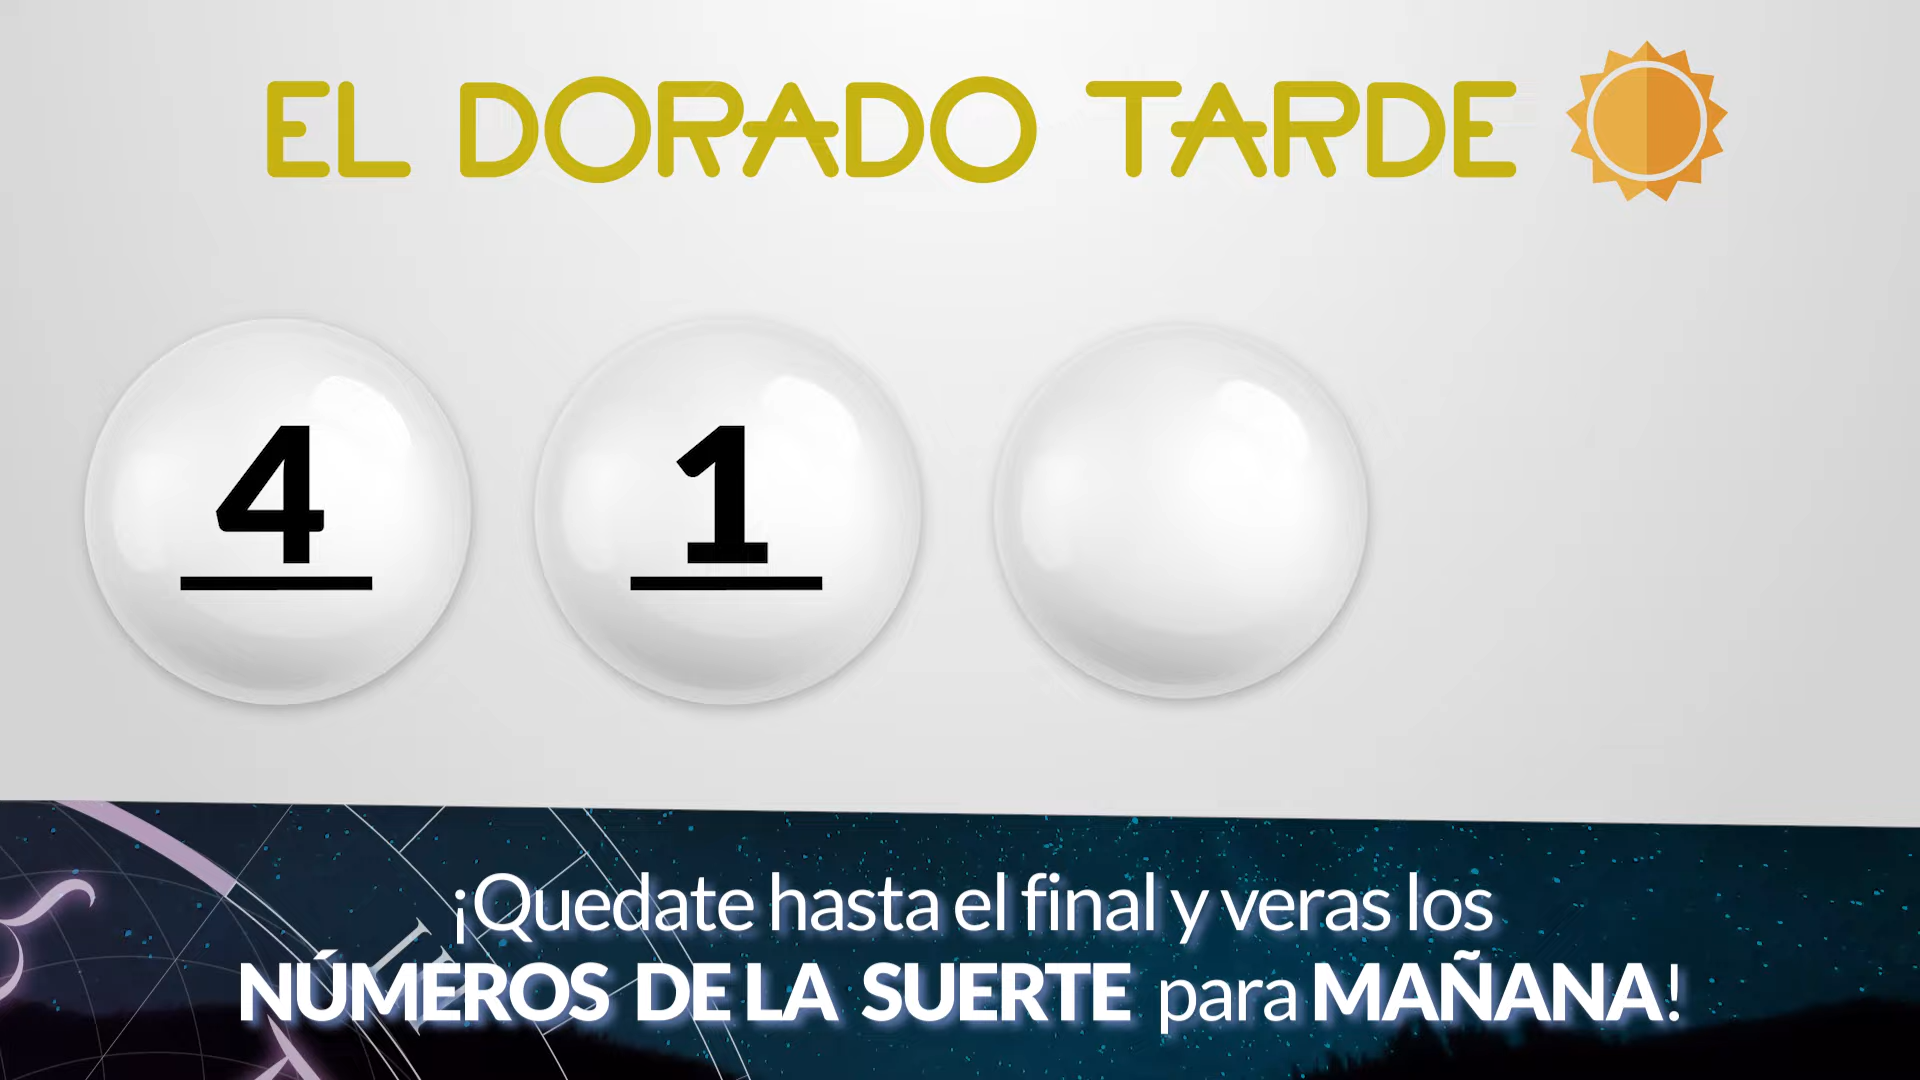 EL DORADO TARDE
4 1
¡Quedate hasta el final y veras los
NÚMEROS DE LA SUERTE para MAÑANA!